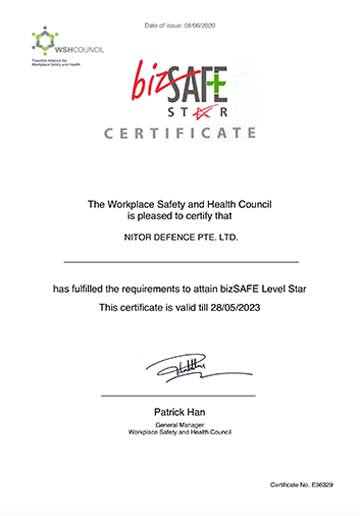 Date of issue: 08/06/2020
WSHCOUNCIL
Tripartite Alliance for
Workplace Safety and Health
bizSAFE
STAR
CERTIFICATE
The Workplace Safety and Health Council
is pleased to certify that
NITOR DEFENCE PTE. LTD.
has fulfilled the requirements to attain bizSAFE Level Star
This certificate is valid till 28/05/2023
Patrick Han
General Manager
Workplace Safety and Health Council
Certificate No. E36329